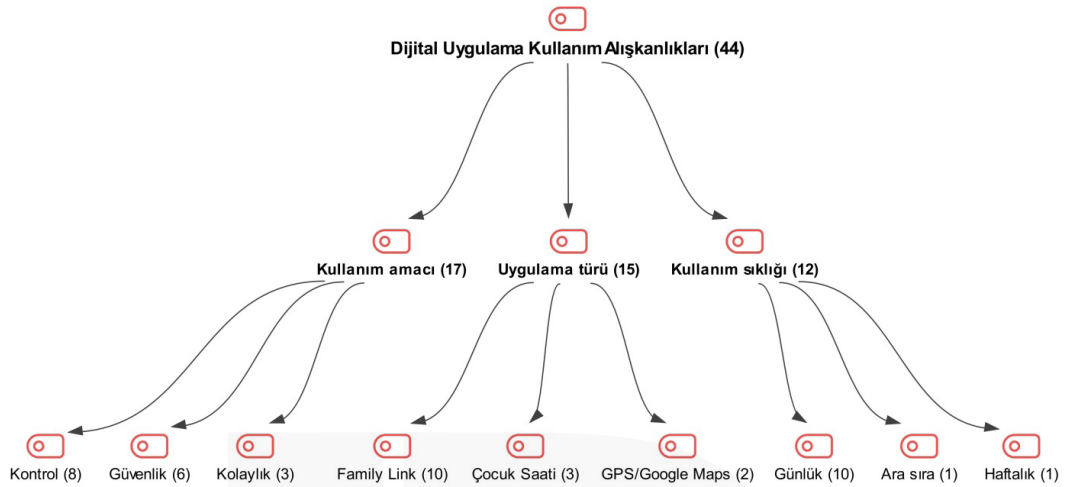 Dijital Uygulama Kullanım Alışkanlıkları (44)
Kullanım amacı (17)
Uygulama türü (15)
Kullanım sıklığı (12)
Kontrol (8)
Güvenlik (6)
Kolaylık (3)
Family Link (10)
Çocuk Saati (3)
GPS/Google Maps (2)
Günlük (10)
Ara sıra (1)
Haftalık (1)